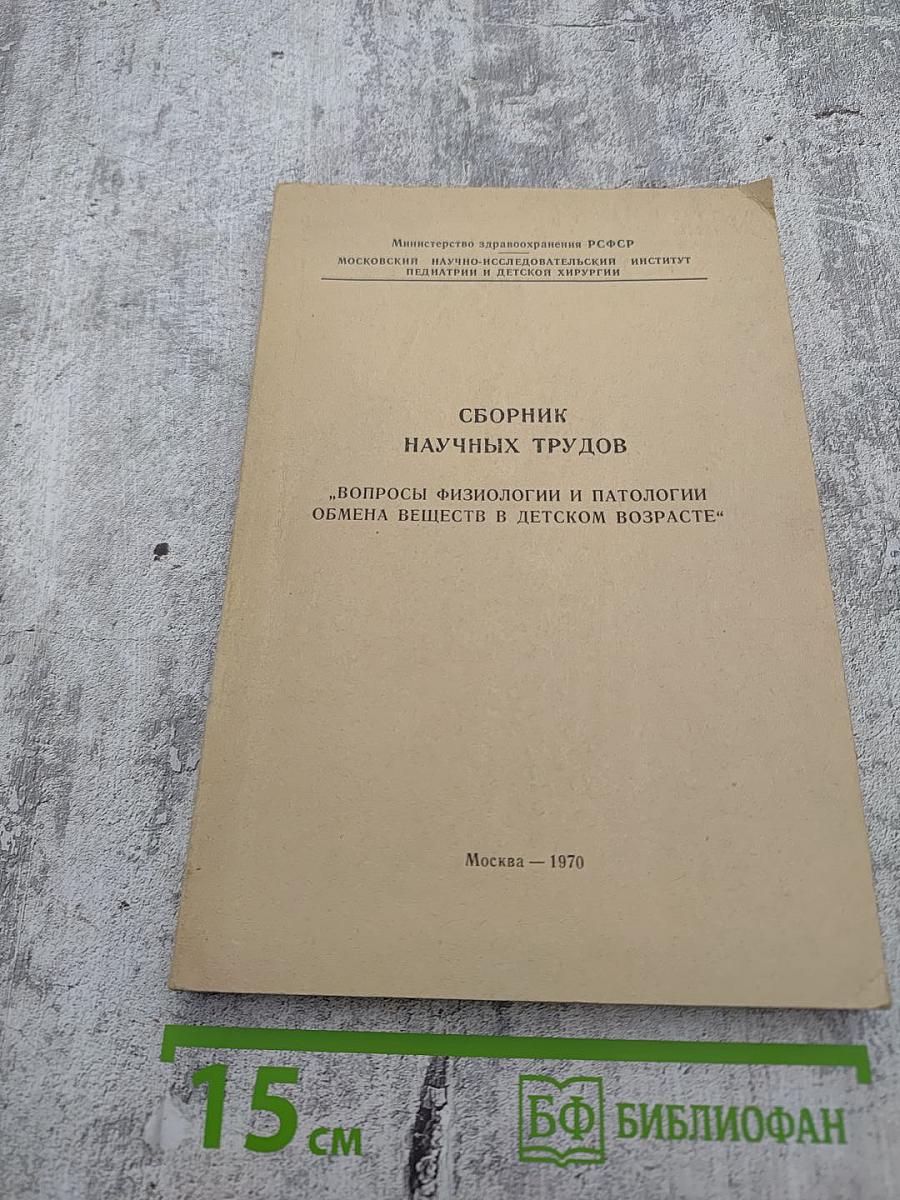 Министерство здравоохранения РСФСР
МОСКОВСКИЙ НАУЧНО-ИССЛЕДОВАТЕЛЬСКИЙ ИНСТИТУТ
ПЕДИАТРИИ И ДЕТСКОЙ ХИРУРГИИ
СБОРНИК
НАУЧНЫХ ТРУДОВ
„ВОПРОСЫ ФИЗИОЛОГИИ И ПАТОЛОГИИ
ОБМЕНА ВЕЩЕСТВ В ДЕТСКОМ ВОЗРАСТЕ“
Москва — 1970
15 см
БФ БИБЛИОФАН